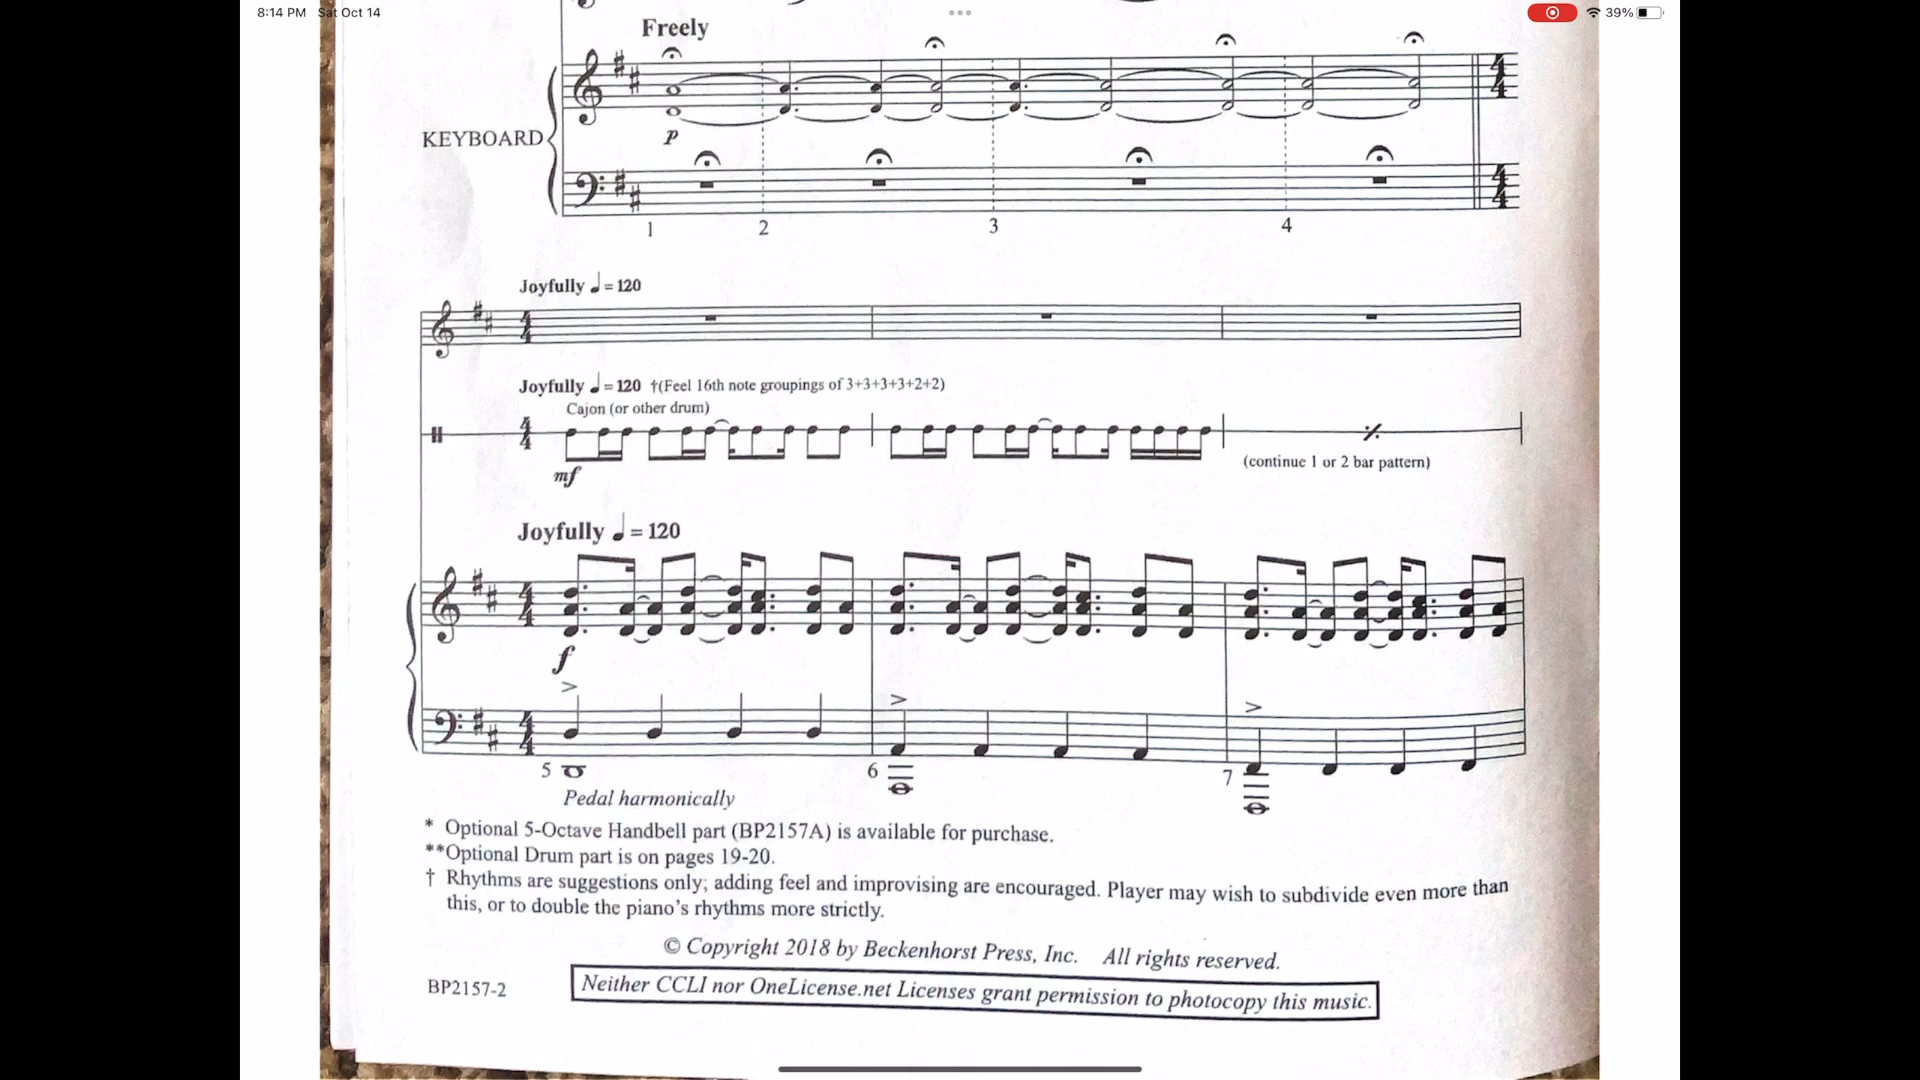 8:14 PM Sat Oct 14
39%
Freely
KEYBOARD
p
1 2 3 4
Joyfully ♩ = 120
Joyfully ♩ = 120 †(Feel 16th note groupings of 3+3+3+3+2+2)
Cajon (or other drum)
mf
(continue 1 or 2 bar pattern)
Joyfully ♩ = 120
f
5 6 7
Pedal harmonically
* Optional 5-Octave Handbell part (BP2157A) is available for purchase.
**Optional Drum part is on pages 19-20.
† Rhythms are suggestions only; adding feel and improvising are encouraged. Player may wish to subdivide even more than
this, or to double the piano's rhythms more strictly.
© Copyright 2018 by Beckenhorst Press, Inc. All rights reserved.
BP2157-2
Neither CCLI nor OneLicense.net Licenses grant permission to photocopy this music.